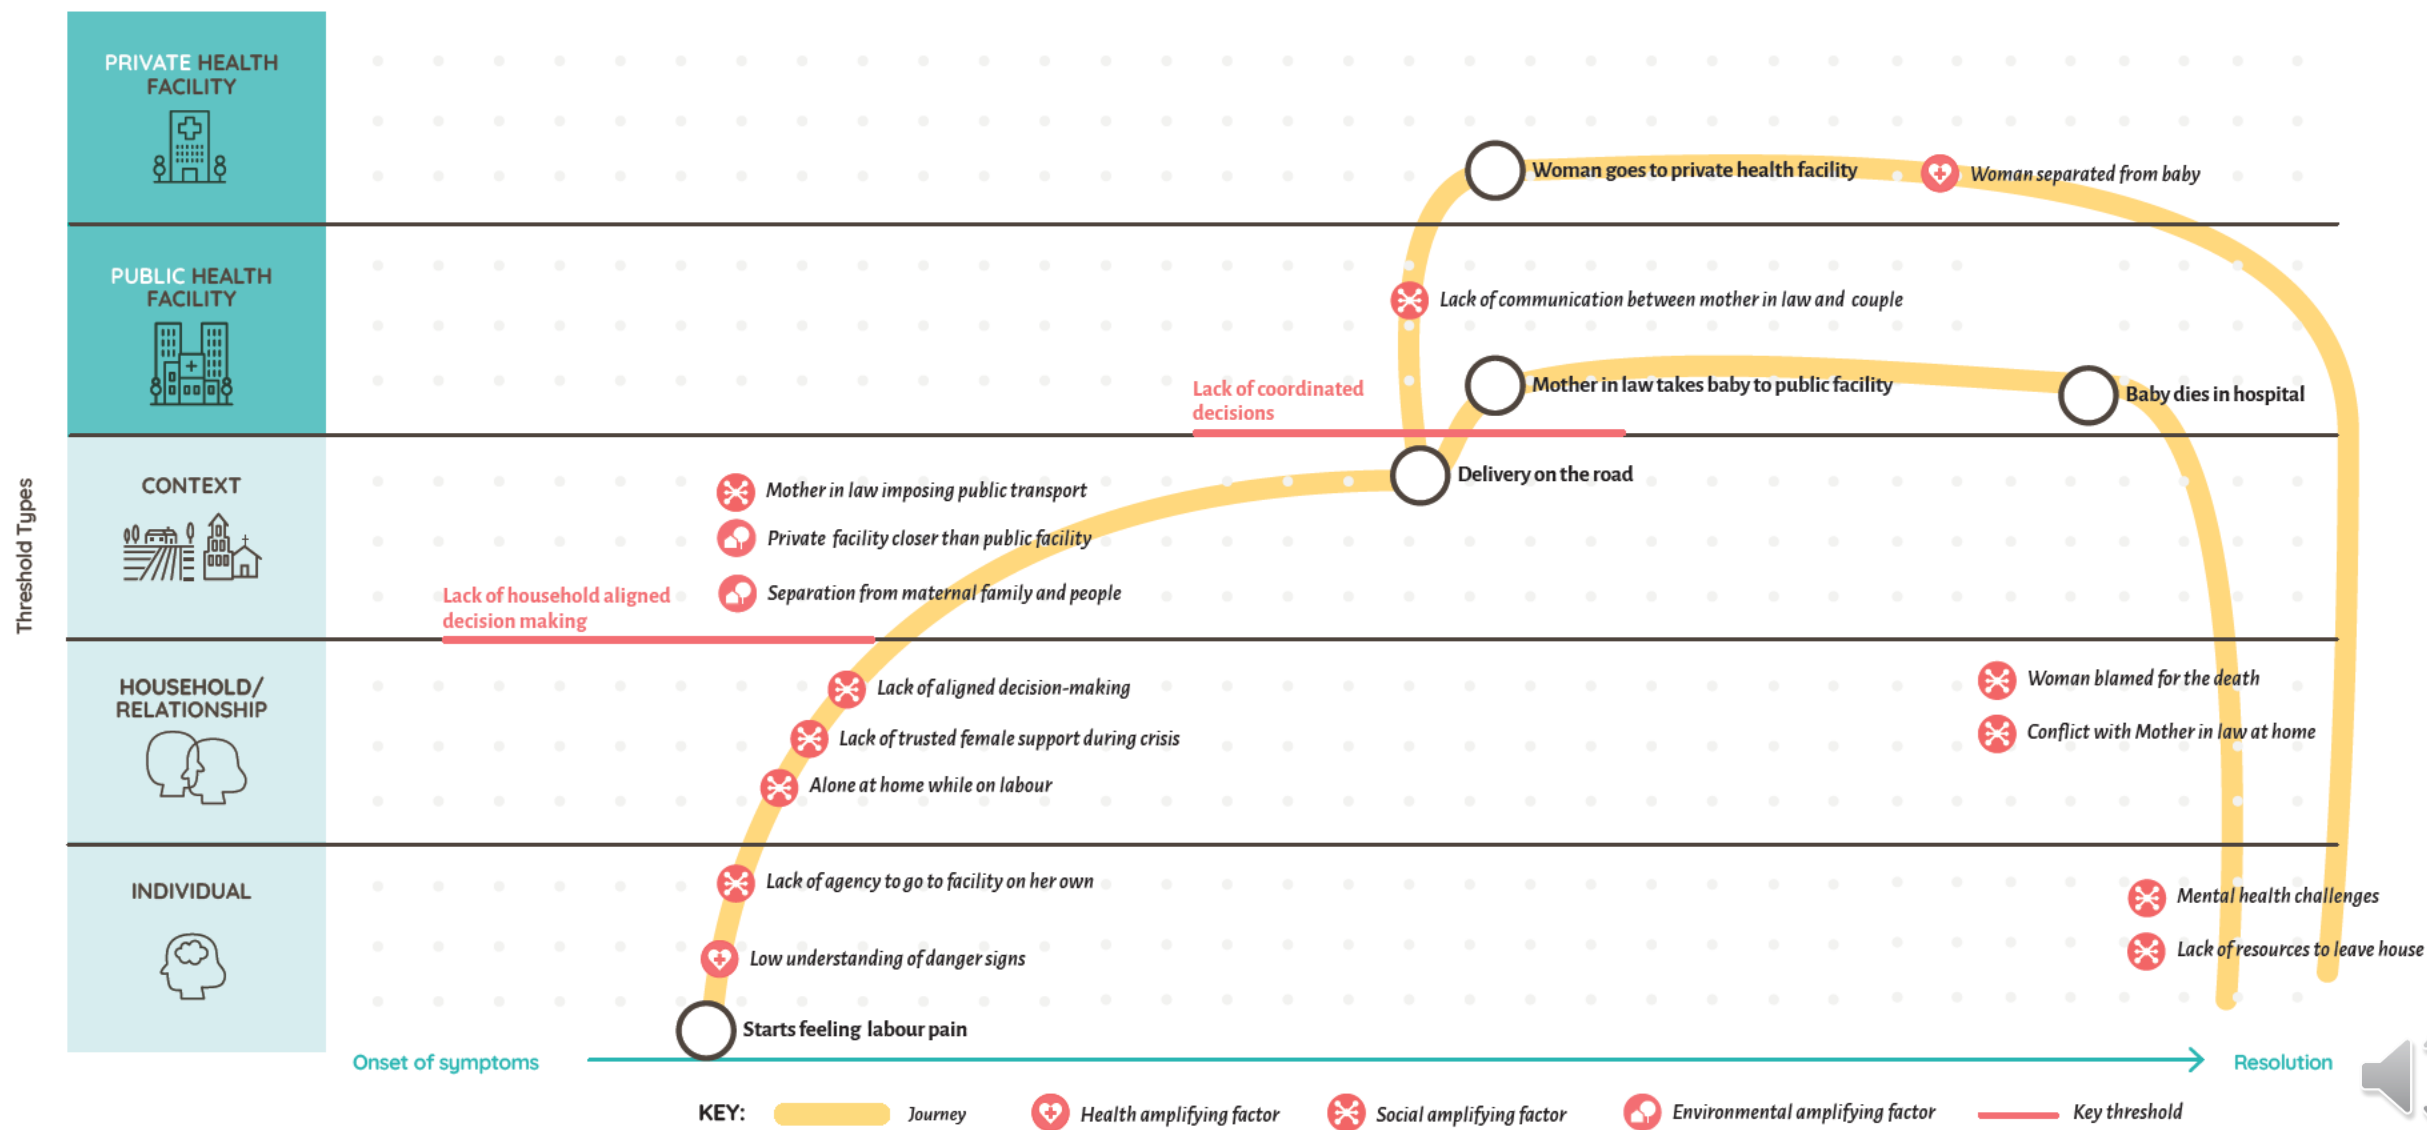 PRIVATE HEALTH
FACILITY
Woman goes to private health facility
Woman separated from baby
PUBLIC HEALTH
FACILITY
Lack of communication between mother in law and couple
Lack of coordinated
decisions
Mother in law takes baby to public facility
Baby dies in hospital
Threshold Types
CONTEXT
Delivery on the road
Mother in law imposing public transport
Private facility closer than public facility
Separation from maternal family and people
Lack of household aligned
decision making
HOUSEHOLD/
RELATIONSHIP
Lack of aligned decision-making
Lack of trusted female support during crisis
Alone at home while on labour
Woman blamed for the death
Conflict with Mother in law at home
INDIVIDUAL
Lack of agency to go to facility on her own
Low understanding of danger signs
Starts feeling labour pain
Mental health challenges
Lack of resources to leave house
Onset of symptoms
Resolution
KEY:
Journey
Health amplifying factor
Social amplifying factor
Environmental amplifying factor
Key threshold